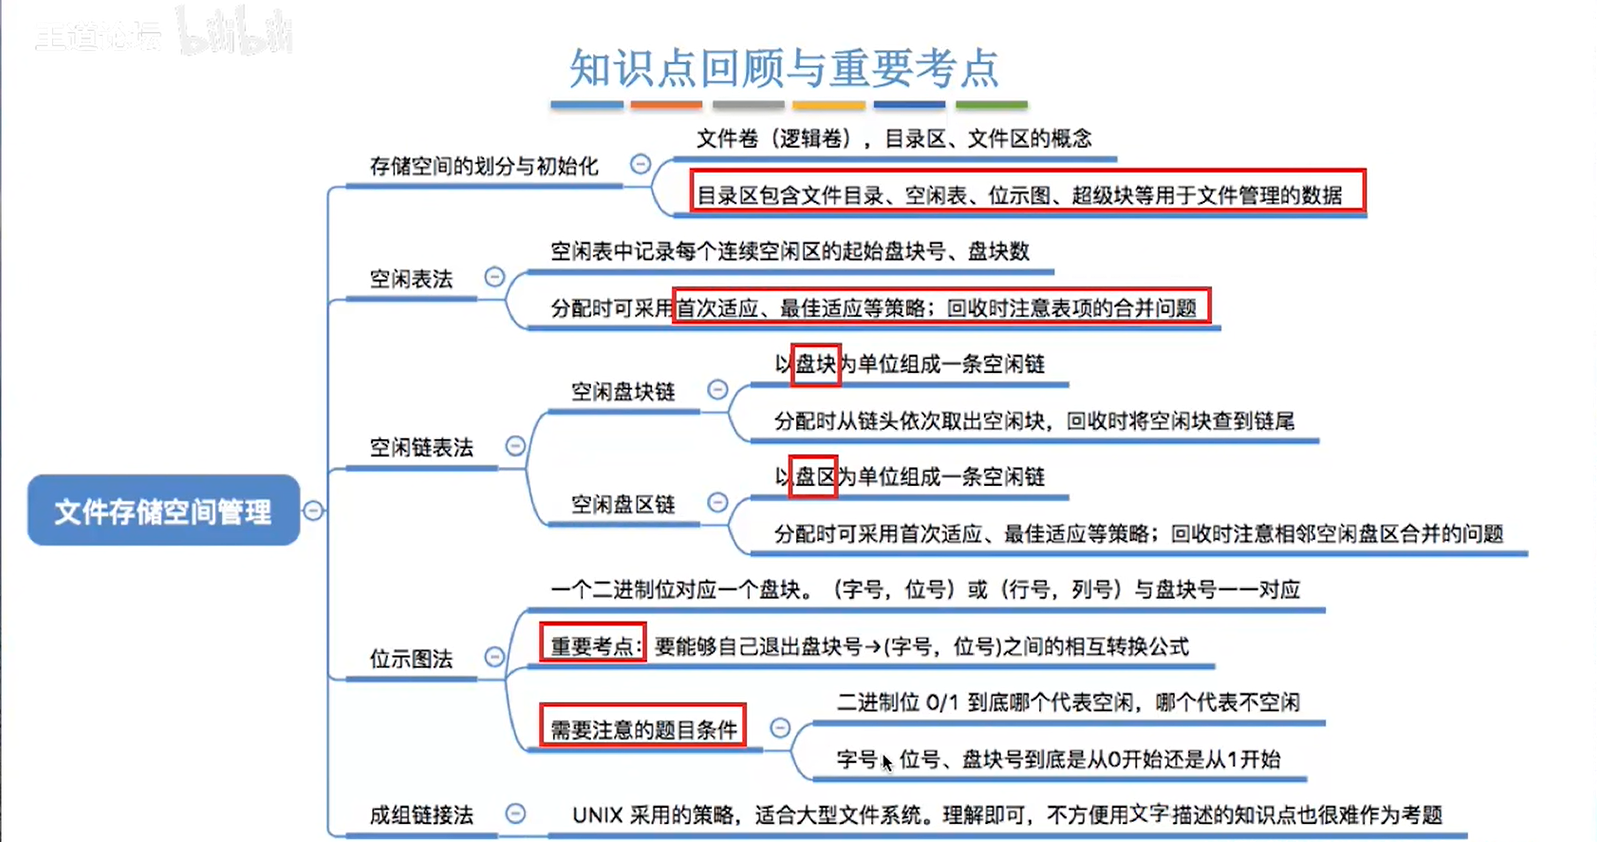 王道论坛 bilibili
知识点回顾与重要考点
文件卷（逻辑卷），目录区、文件区的概念
存储空间的划分与初始化
目录区包含文件目录、空闲表、位示图、超级块等用于文件管理的数据
空闲表中记录每个连续空闲区的起始盘块号、盘块数
空闲表法
分配时可采用首次适应、最佳适应等策略；回收时注意表项的合并问题
以盘块为单位组成一条空闲链
空闲盘块链
分配时从链头依次取出空闲块，回收时将空闲块查到链尾
空闲链表法
以盘区为单位组成一条空闲链
空闲盘区链
分配时可采用首次适应、最佳适应等策略；回收时注意相邻空闲盘区合并的问题
文件存储空间管理
一个二进制位对应一个盘块。（字号，位号）或（行号，列号）与盘块号一一对应
重要考点：要能够自己退出盘块号→(字号，位号)之间的相互转换公式
位示图法
二进制位 0/1 到底哪个代表空闲，哪个代表不空闲
需要注意的题目条件
字号、位号、盘块号到底是从0开始还是从1开始
成组链接法
UNIX 采用的策略，适合大型文件系统。理解即可，不方便用文字描述的知识点也很难作为考题